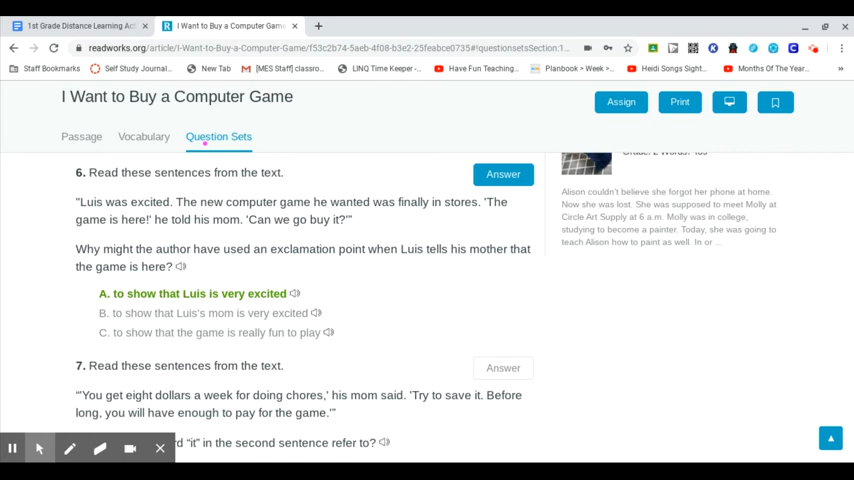 1st Grade Distance Learning Act
I Want to Buy a Computer Game
readworks.org/article/I-Want-to-Buy-a-Computer-Game/f53c2b74-5aeb-4f08-b3e2-25feabce0735#!questionsetsSection:1...
Staff Bookmarks
Self Study Journal...
New Tab
[MES Staff] classro...
LINQ Time Keeper -...
Have Fun Teaching...
Planbook > Week >...
Heidi Songs Sight...
Months Of The Year...
»
I Want to Buy a Computer Game
Assign
Print
Passage
Vocabulary
Question Sets
6. Read these sentences from the text.
Answer
"Luis was excited. The new computer game he wanted was finally in stores. 'The
game is here!' he told his mom. 'Can we go buy it?'"
Why might the author have used an exclamation point when Luis tells his mother that
the game is here?
A. to show that Luis is very excited
B. to show that Luis's mom is very excited
C. to show that the game is really fun to play
7. Read these sentences from the text.
Answer
"'You get eight dollars a week for doing chores,' his mom said. 'Try to save it. Before
long, you will have enough to pay for the game.'"
"it" in the second sentence refer to?
Alison couldn't believe she forgot her phone at home.
Now she was lost. She was supposed to meet Molly at
Circle Art Supply at 6 a.m. Molly was in college,
studying to become a painter. Today, she was going to
teach Alison how to paint as well. In or ...